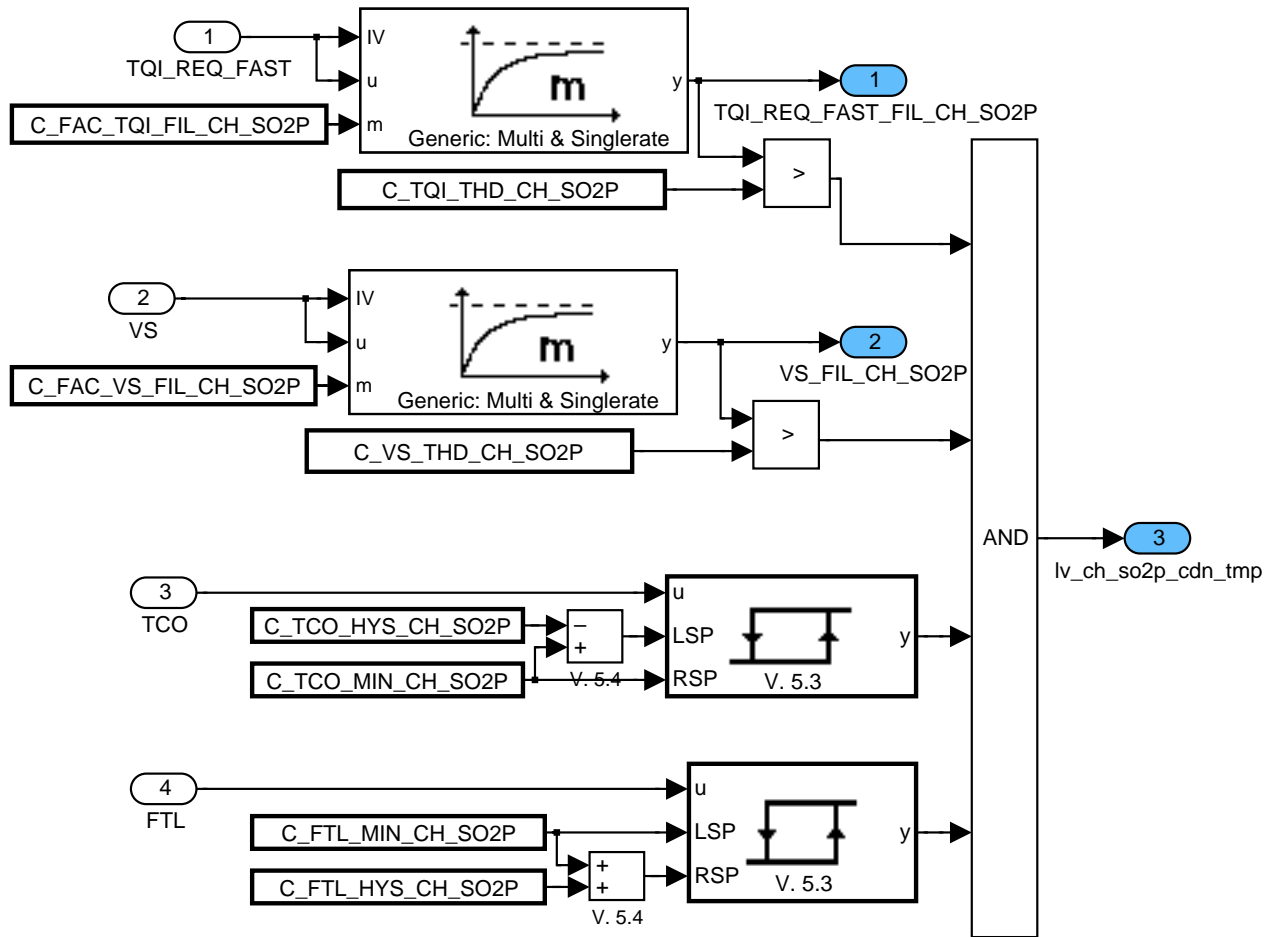 1
TQI_REQ_FAST
C_FAC_TQI_FIL_CH_SO2P
IV
u
m
m
Generic: Multi & Singlerate
y
1
TQI_REQ_FAST_FIL_CH_SO2P
C_TQI_THD_CH_SO2P
>
2
VS
C_FAC_VS_FIL_CH_SO2P
IV
u
m
m
Generic: Multi & Singlerate
y
2
VS_FIL_CH_SO2P
C_VS_THD_CH_SO2P
>
AND
3
lv_ch_so2p_cdn_tmp
3
TCO
C_TCO_HYS_CH_SO2P
C_TCO_MIN_CH_SO2P
–
+
V. 5.4
u
LSP
RSP
V. 5.3
y
4
FTL
C_FTL_MIN_CH_SO2P
C_FTL_HYS_CH_SO2P
+
+
V. 5.4
u
LSP
RSP
V. 5.3
y